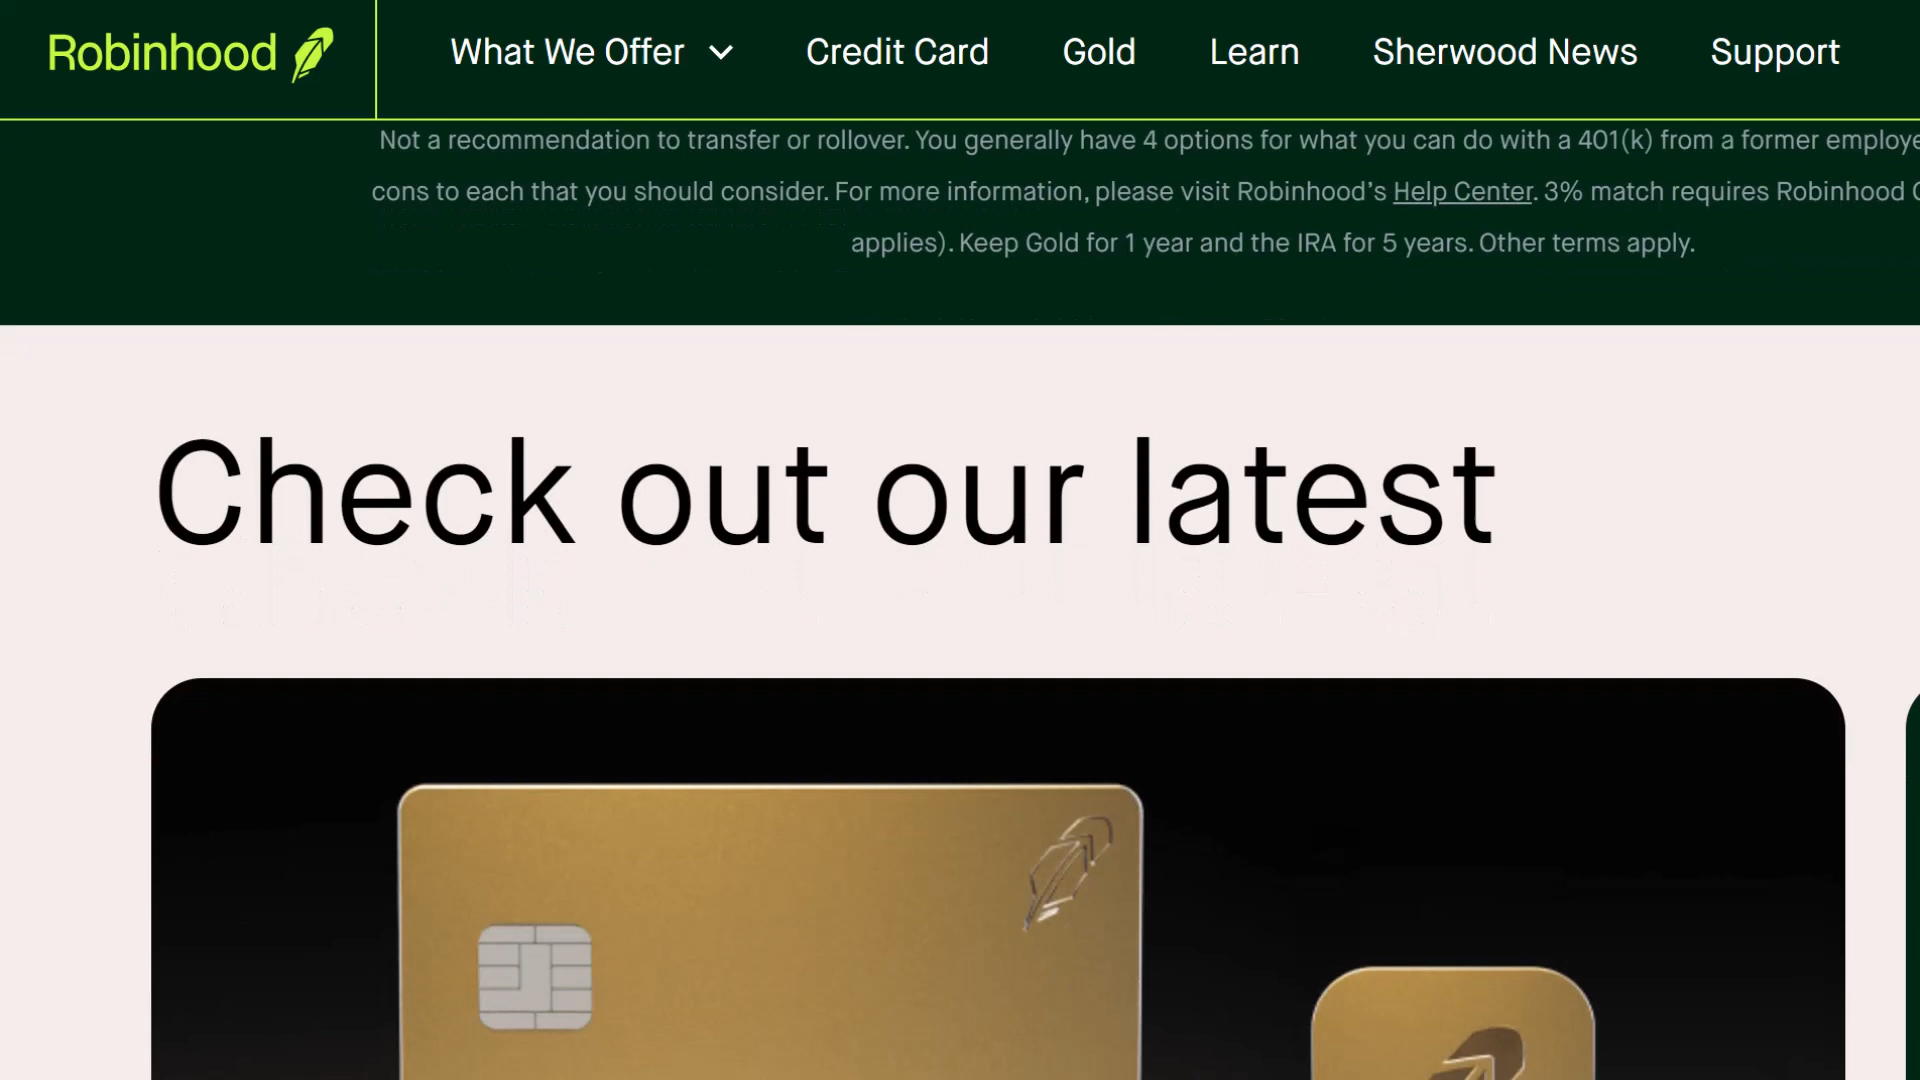 Robinhood
What We Offer
Credit Card
Gold
Learn
Sherwood News
Support
Not a recommendation to transfer or rollover. You generally have 4 options for what you can do with a 401(k) from a former
cons to each that you should consider. For more information, please visit Robinhood’s Help Center. 3% match requires Robinhood
applies). Keep Gold for 1 year and the IRA for 5 years. Other terms apply.
Check out our latest